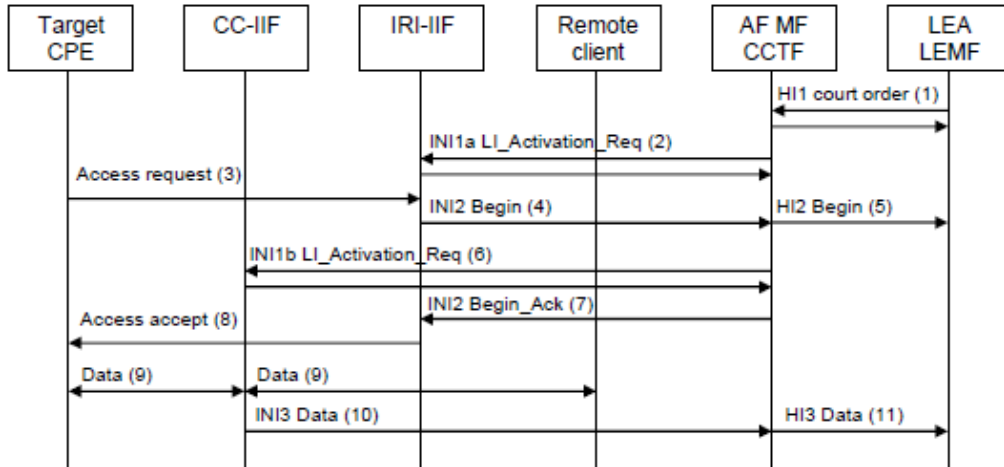 Target
CPE
CC-IIF
IRI-IIF
Remote
client
AF MF
CCTF
LEA
LEMF
HI1 court order (1)
INI1a LI_Activation_Req (2)
Access request (3)
INI2 Begin (4)
HI2 Begin (5)
INI1b LI_Activation_Req (6)
INI2 Begin_Ack (7)
Access accept (8)
Data (9)
Data (9)
INI3 Data (10)
HI3 Data (11)